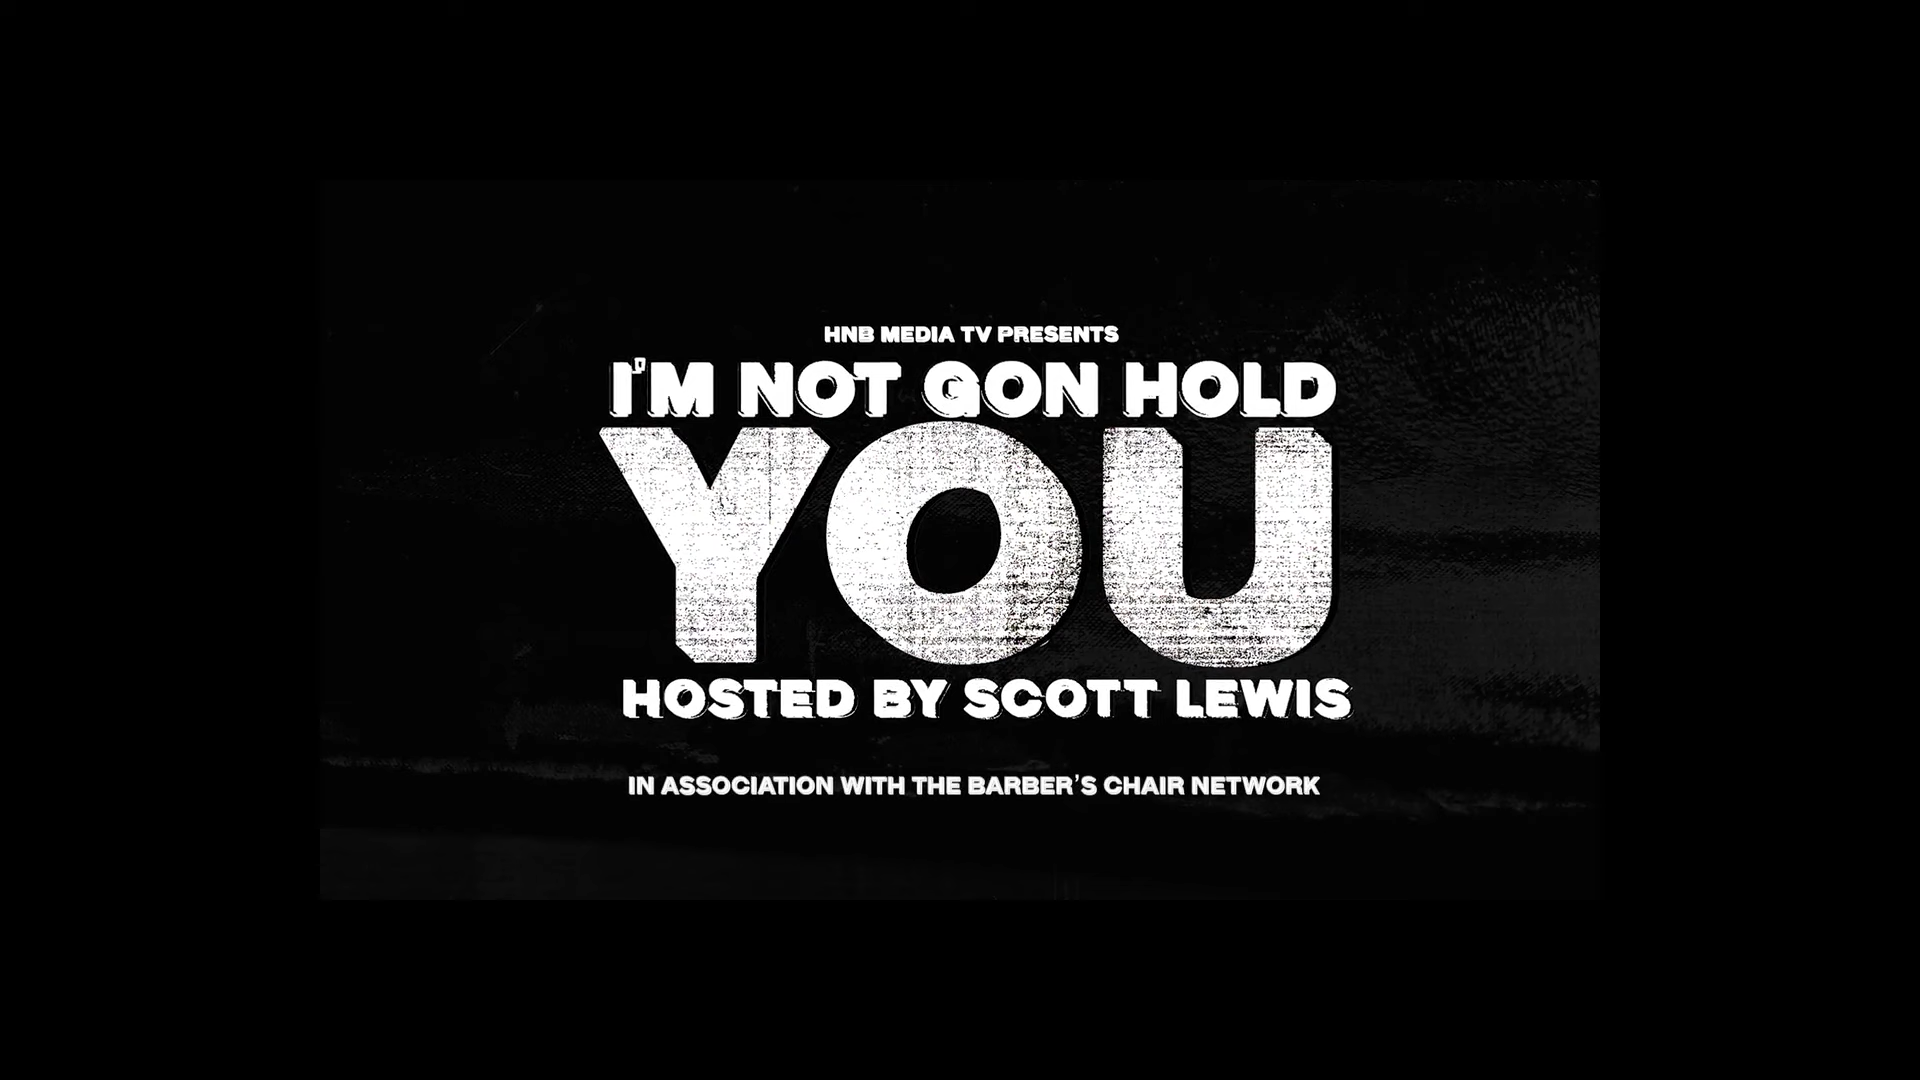 HNB MEDIA TV PRESENTS
I'M NOT GON HOLD
YOU
HOSTED BY SCOTT LEWIS
IN ASSOCIATION WITH THE BARBER'S CHAIR NETWORK